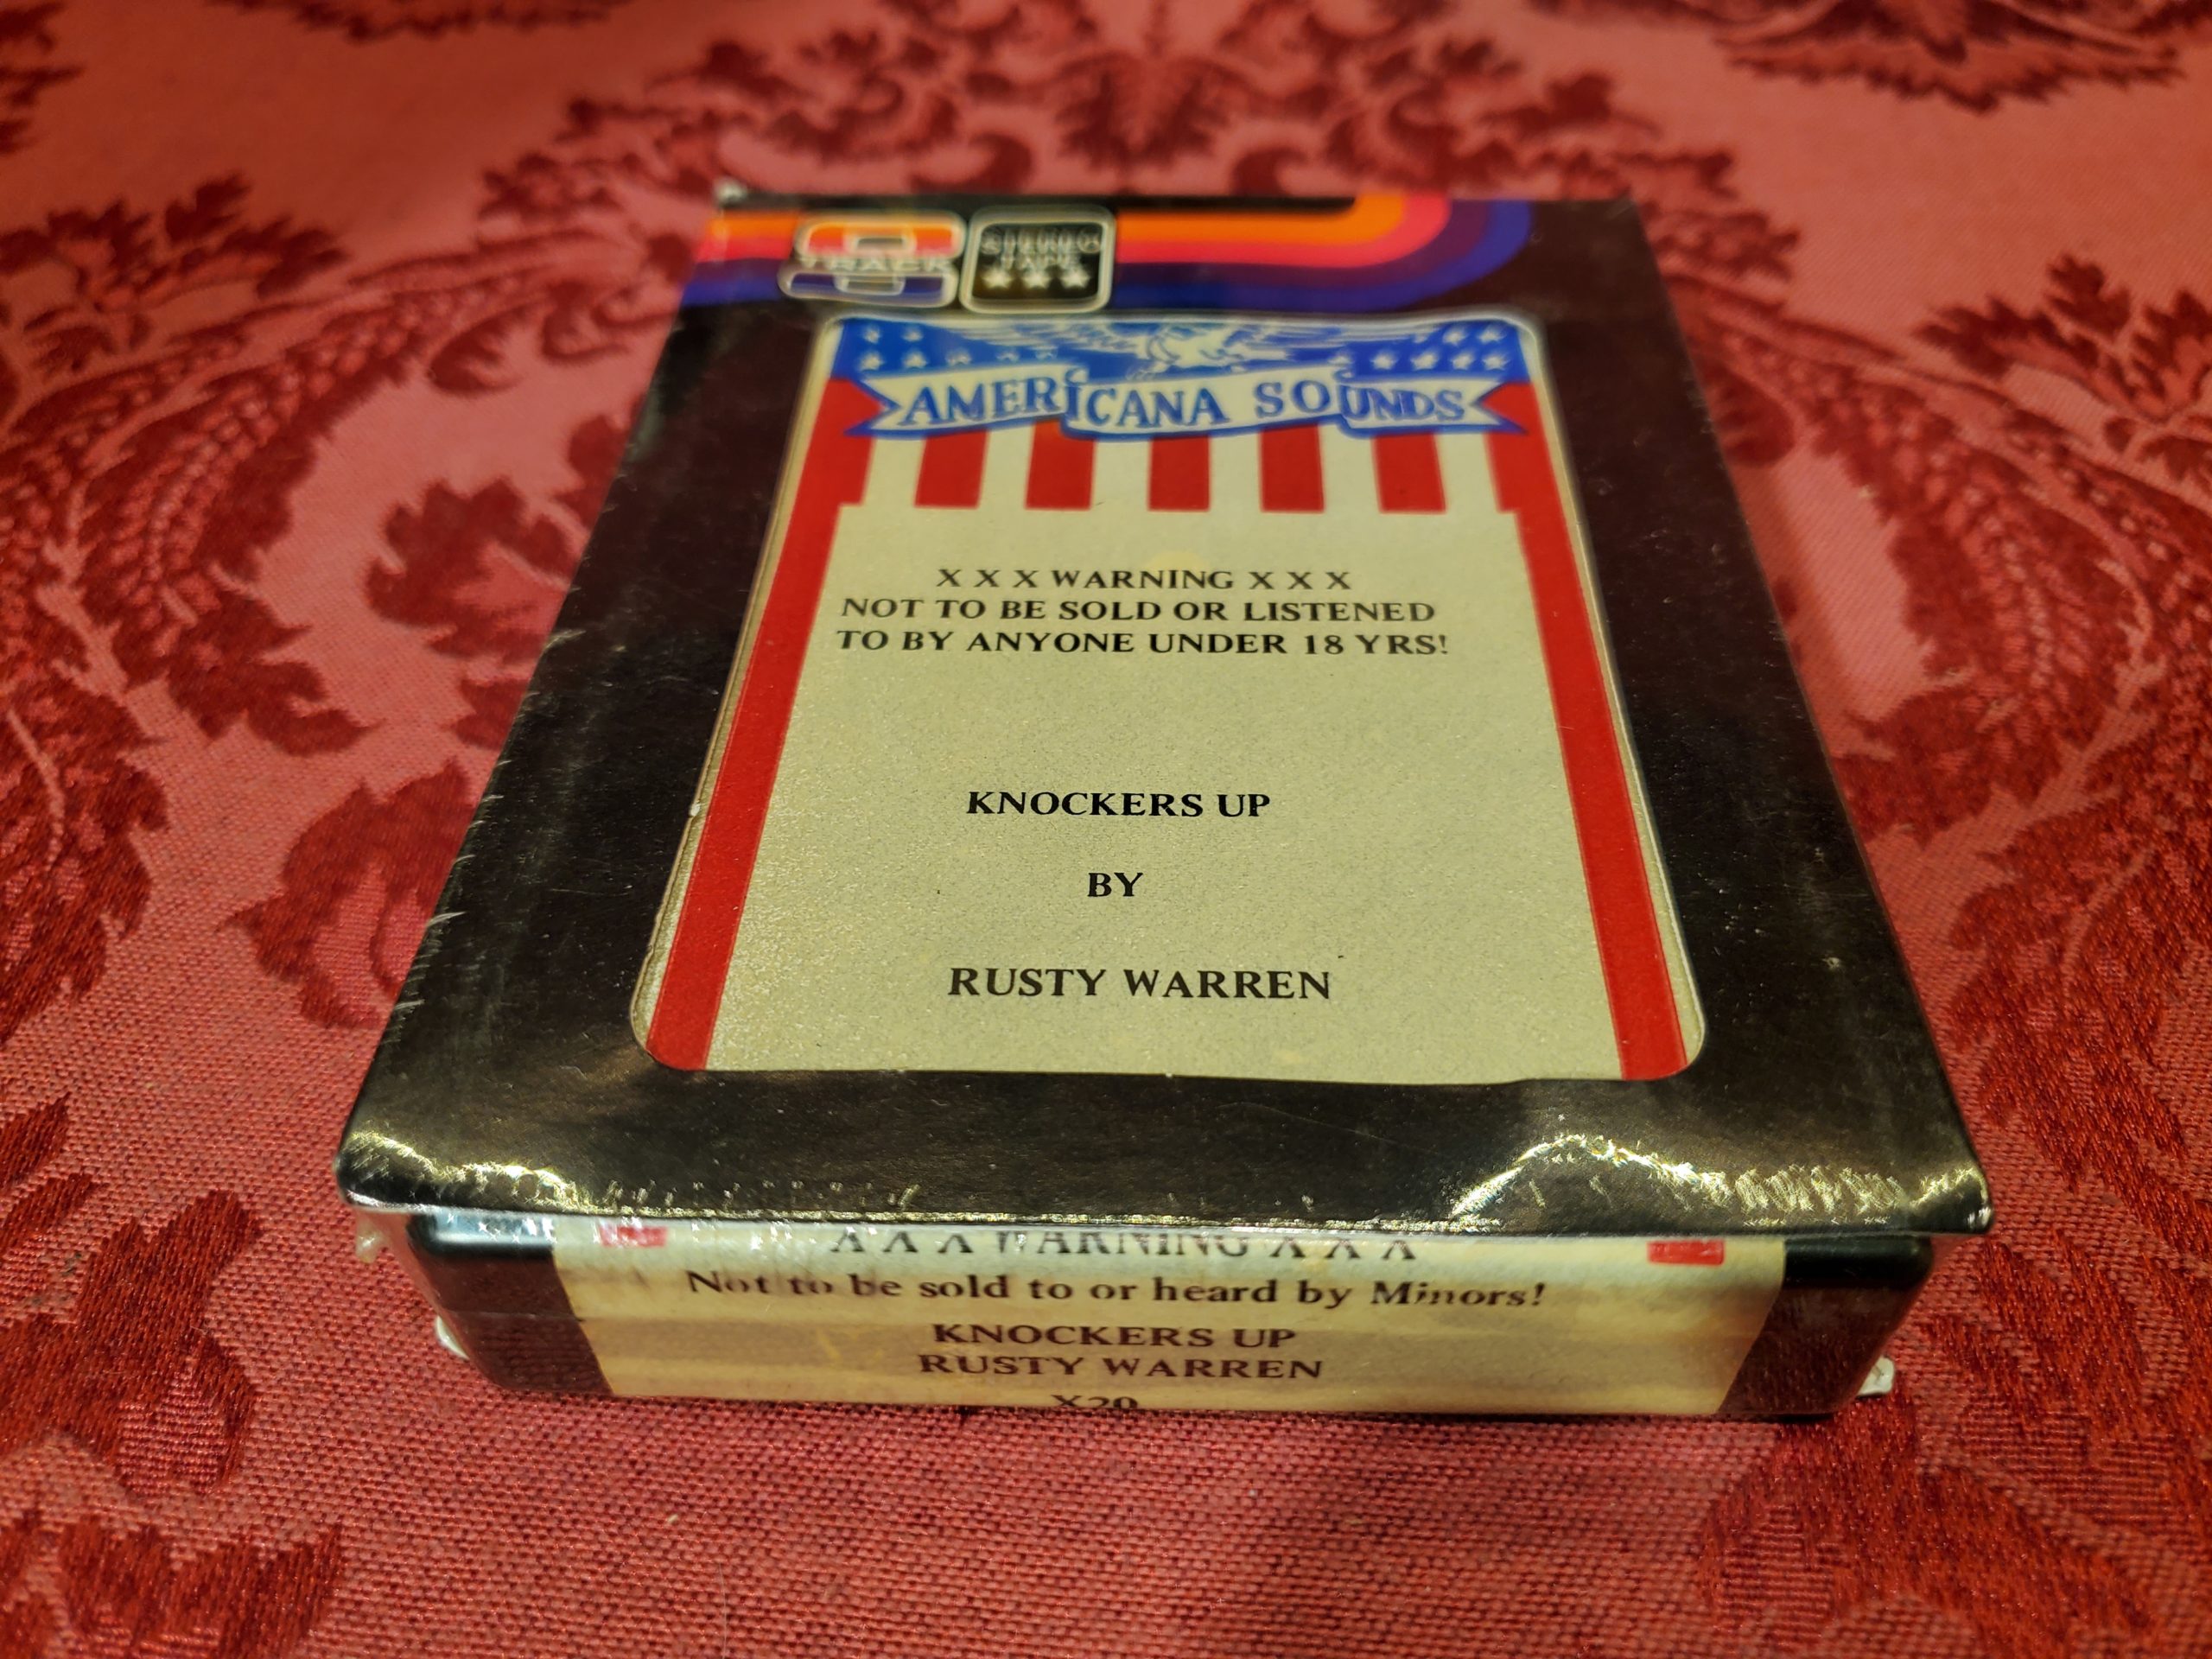 8
TRACK
STEREO
TAPE
AMERICANA SOUNDS
X X X WARNING X X X
NOT TO BE SOLD OR LISTENED
TO BY ANYONE UNDER 18 YRS!
KNOCKERS UP
BY
RUSTY WARREN
X X X WARNING X X X
Not to be sold to or heard by Minors!
KNOCKERS UP
RUSTY WARREN
X20